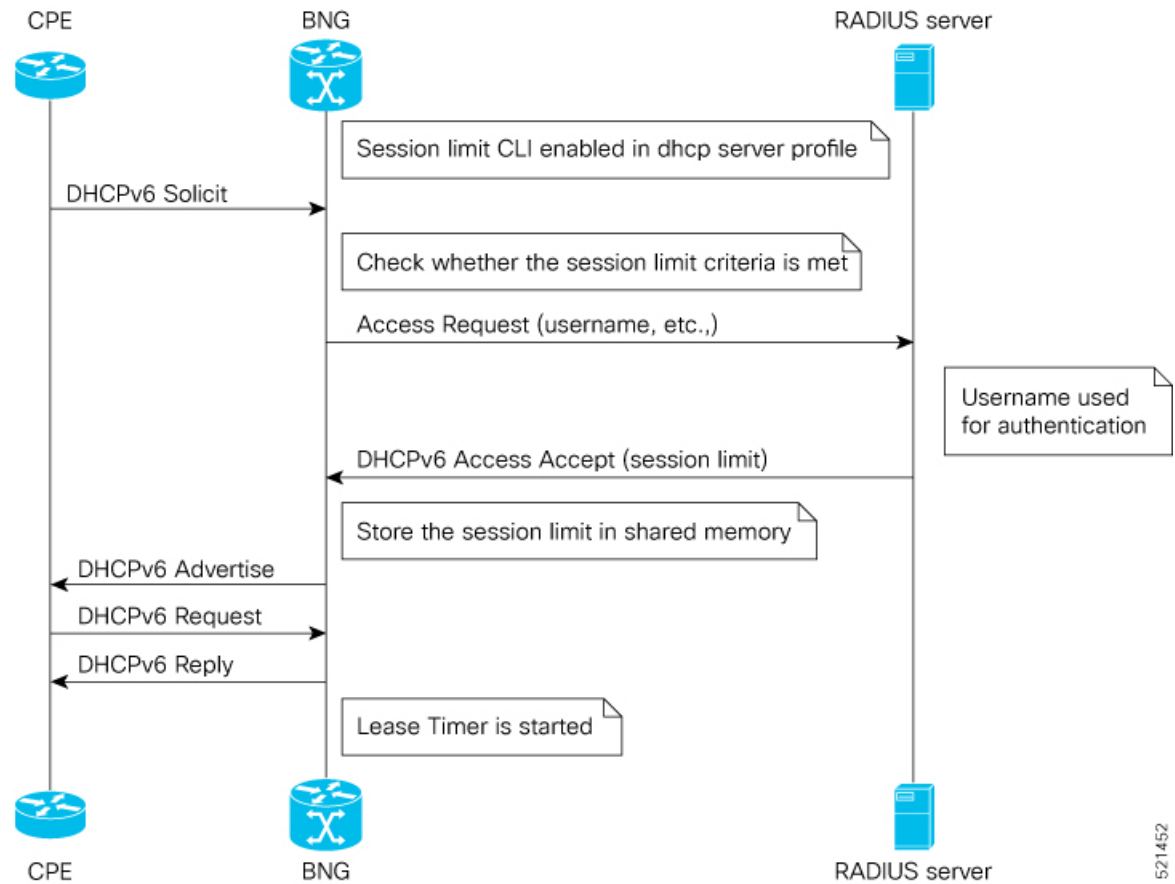 CPE
BNG
RADIUS server
Session limit CLI enabled in dhcp server profile
DHCPv6 Solicit
Check whether the session limit criteria is met
Access Request (username, etc.,)
Username used
for authentication
DHCPv6 Access Accept (session limit)
Store the session limit in shared memory
DHCPv6 Advertise
DHCPv6 Request
DHCPv6 Reply
Lease Timer is started
CPE
BNG
RADIUS server
521452